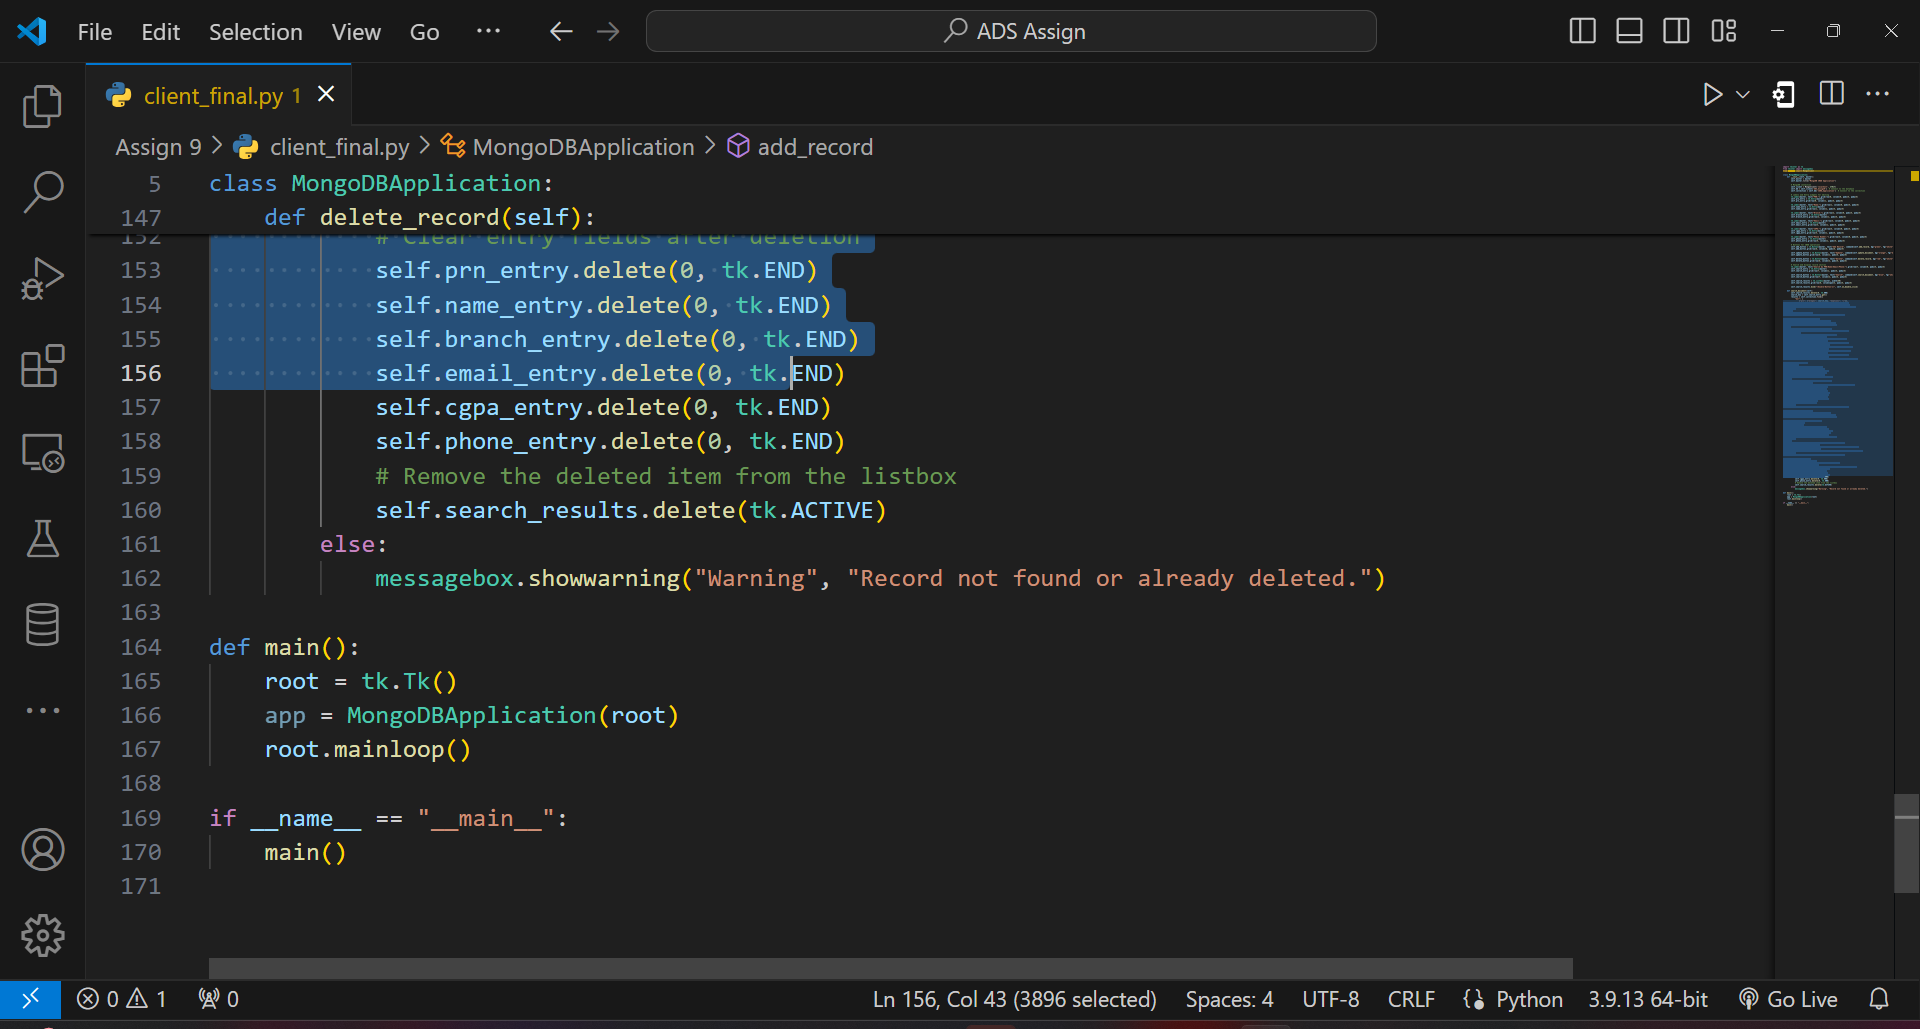 File Edit Selection View Go ··· ADS Assign
client_final.py 1
Assign 9 > client_final.py > MongoDBApplication > add_record
5 class MongoDBApplication:
147 def delete_record(self):
152 # Clear entry fields after deletion
153 self.prn_entry.delete(0, tk.END)
154 self.name_entry.delete(0, tk.END)
155 self.branch_entry.delete(0, tk.END)
156 self.email_entry.delete(0, tk.END)
157 self.cgpa_entry.delete(0, tk.END)
158 self.phone_entry.delete(0, tk.END)
159 # Remove the deleted item from the listbox
160 self.search_results.delete(tk.ACTIVE)
161 else:
162 messagebox.showwarning("Warning", "Record not found or already deleted.")
163
164 def main():
165 root = tk.Tk()
166 app = MongoDBApplication(root)
167 root.mainloop()
168
169 if __name__ == "__main__":
170 main()
171
0 1 0 Ln 156, Col 43 (3896 selected) Spaces: 4 UTF-8 CRLF Python 3.9.13 64-bit Go Live